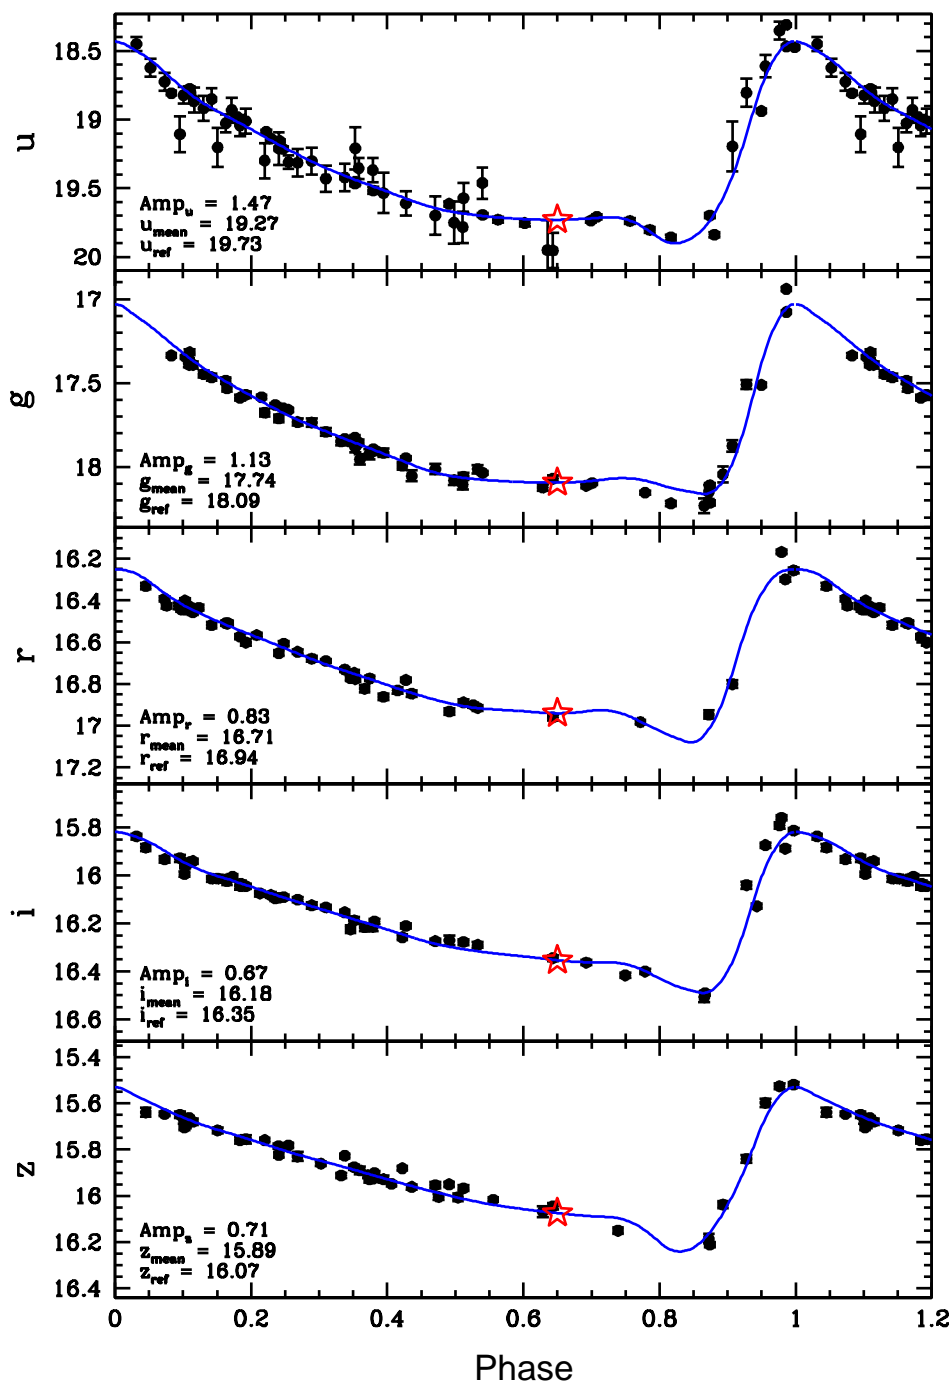 18.5
19
19.5
20
u
Amp_u = 1.47
u_mean = 19.27
u_ref = 19.73
17
17.5
18
g
Amp_g = 1.13
g_mean = 17.74
g_ref = 18.09
16.2
16.4
16.6
16.8
17
17.2
r
Amp_r = 0.83
r_mean = 16.71
r_ref = 16.94
15.8
16
16.2
16.4
16.6
i
Amp_i = 0.67
i_mean = 16.18
i_ref = 16.35
15.4
15.6
15.8
16
16.2
16.4
z
Amp_z = 0.71
z_mean = 15.89
z_ref = 16.07
0 0.2 0.4 0.6 0.8 1 1.2
Phase